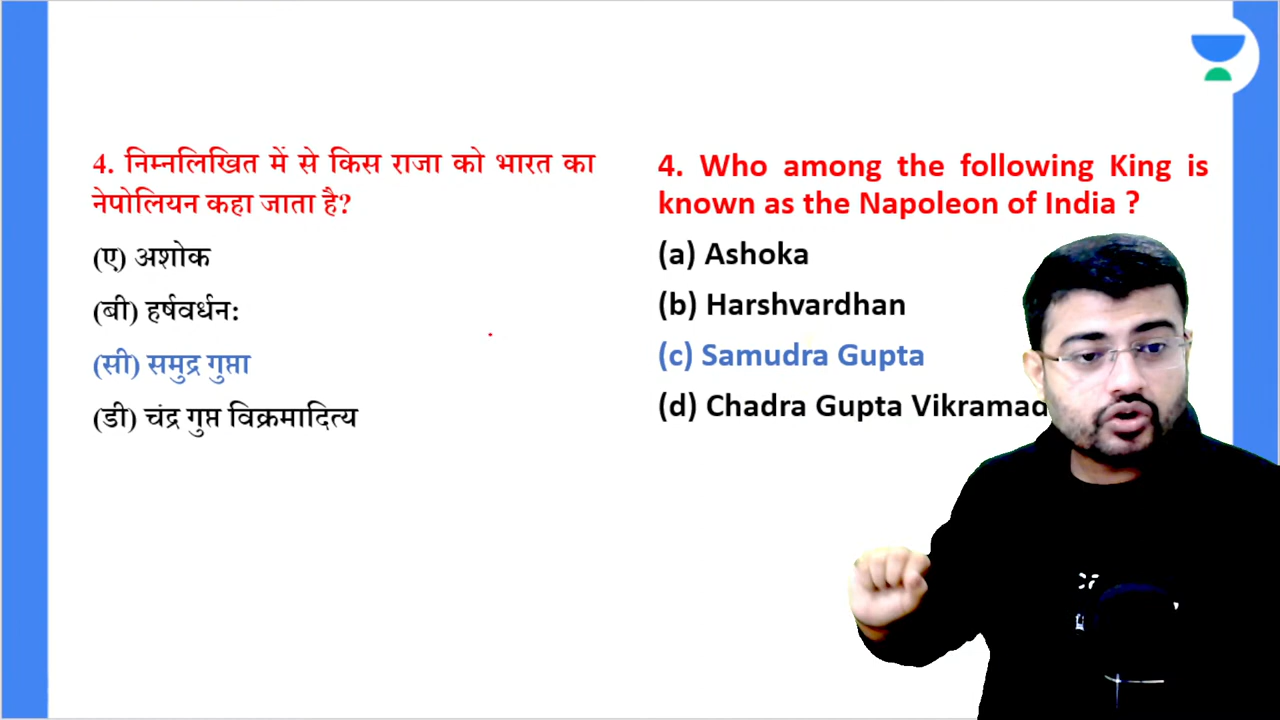 4. निम्नलिखित में से किस राजा को भारत का
नेपोलियन कहा जाता है?
(ए) अशोक
(बी) हर्षवर्धन:
(सी) समुद्र गुप्ता
(डी) चंद्र गुप्त विक्रमादित्य
4. Who among the following King is
known as the Napoleon of India ?
(a) Ashoka
(b) Harshvardhan
(c) Samudra Gupta
(d) Chadra Gupta Vikramad